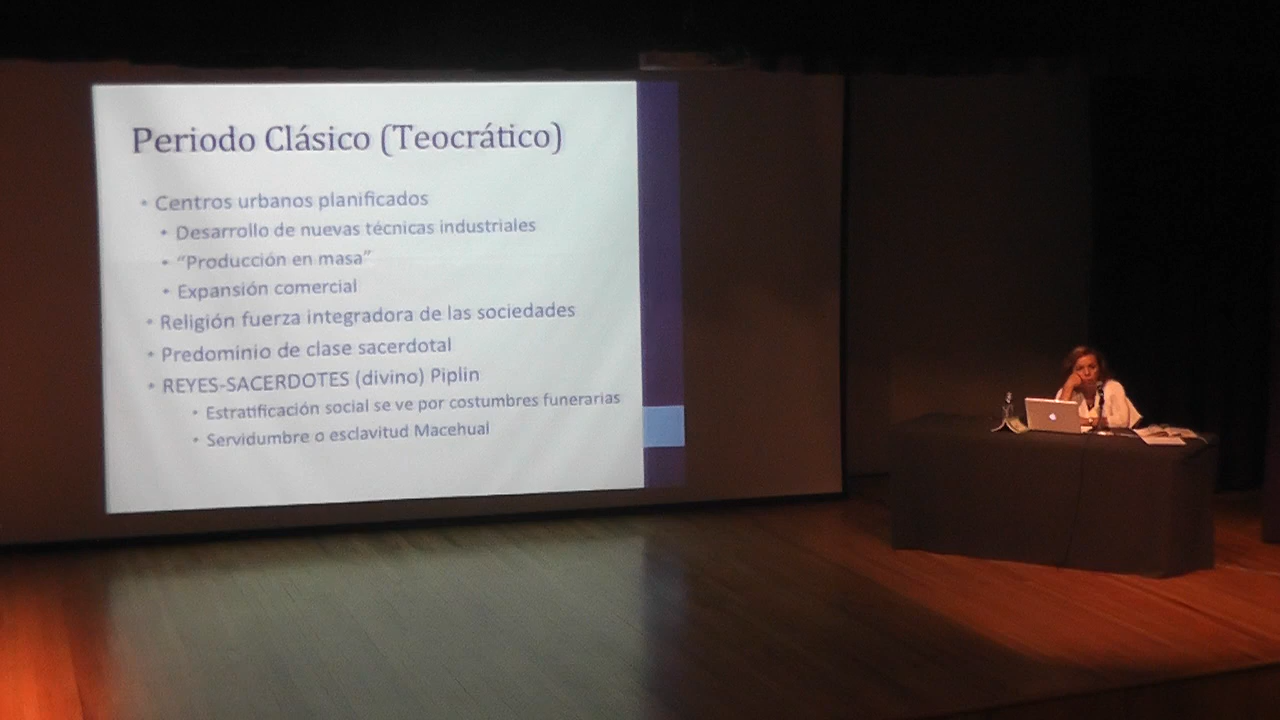 Periodo Clásico (Teocrático)
• Centros urbanos planificados
• Desarrollo de nuevas técnicas industriales
• “Producción en masa”
• Expansión comercial
• Religión fuerza integradora de las sociedades
• Predominio de clase sacerdotal
• REYES-SACERDOTES (divino) Piplin
• Estratificación social se ve por costumbres funerarias
• Servidumbre o esclavitud Macehual